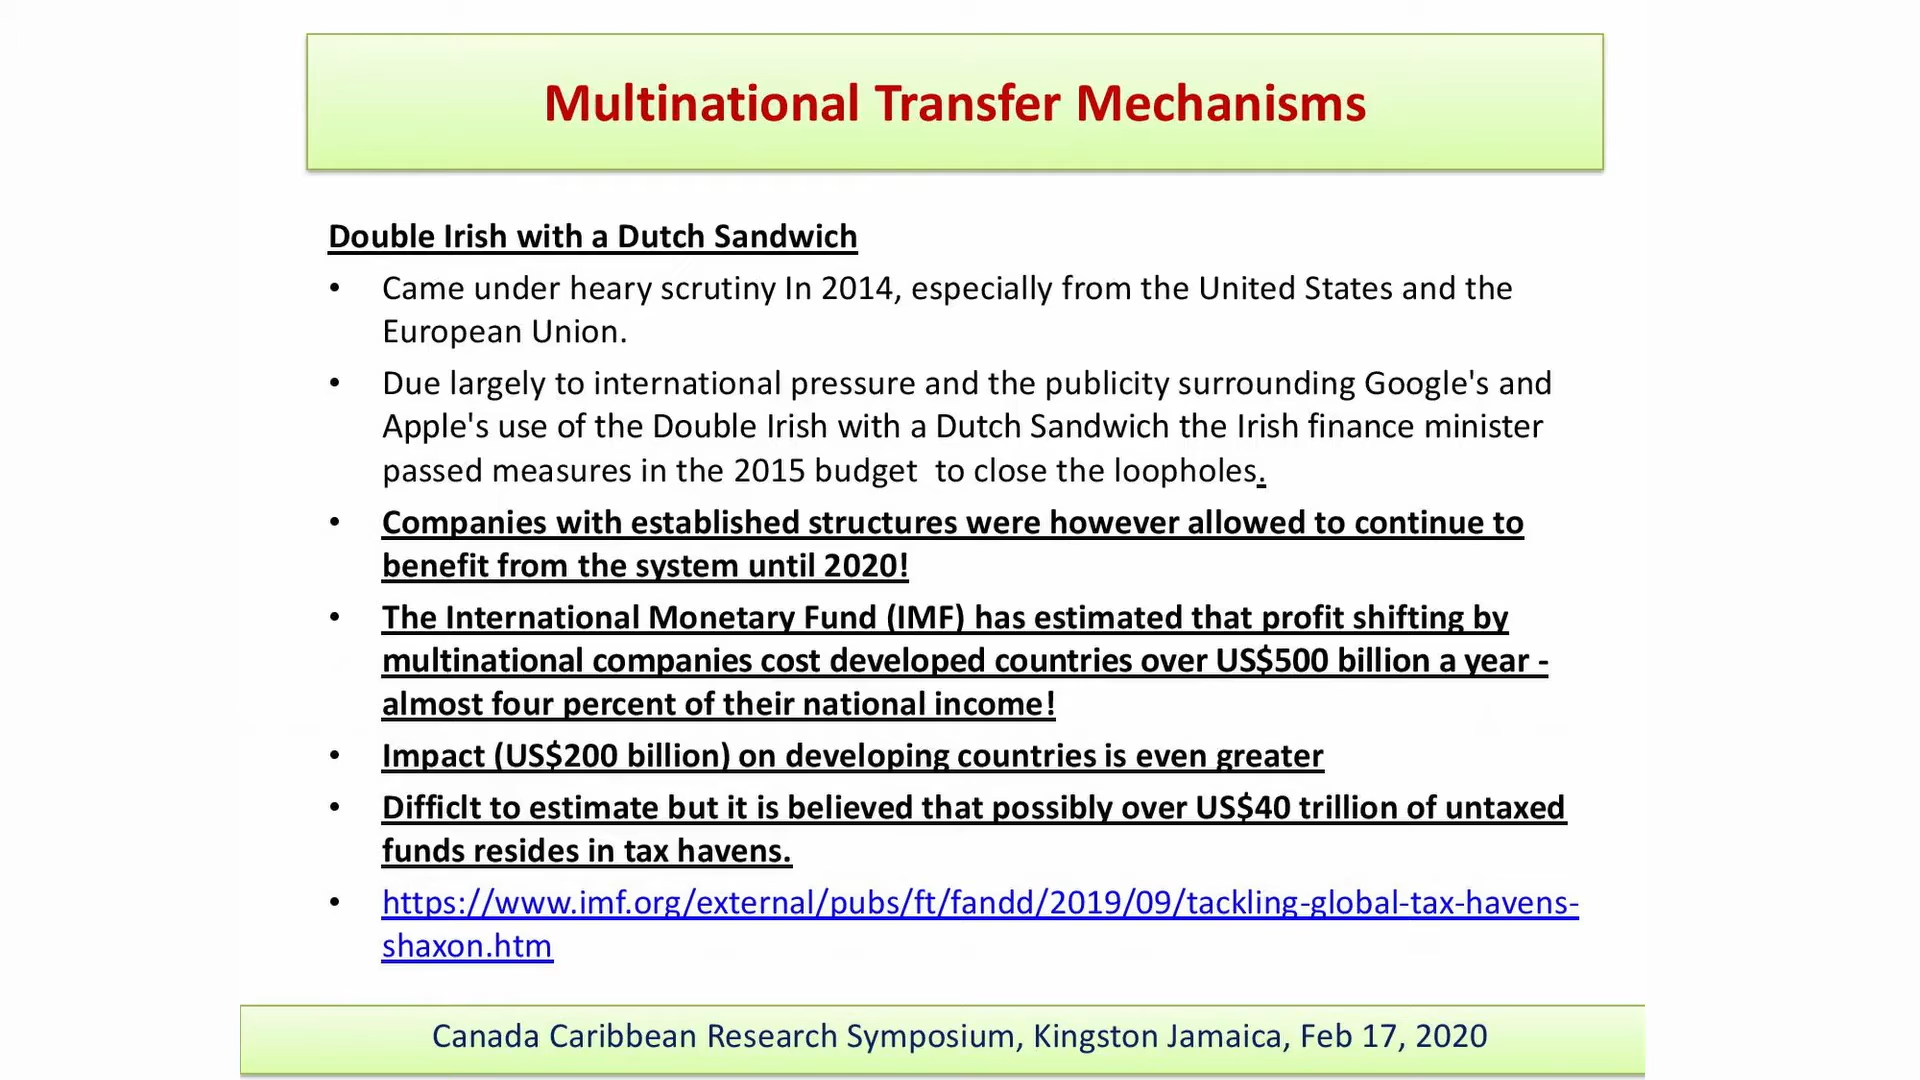 Multinational Transfer Mechanisms
Double Irish with a Dutch Sandwich
• Came under heary scrutiny In 2014, especially from the United States and the
European Union.
• Due largely to international pressure and the publicity surrounding Google's and
Apple's use of the Double Irish with a Dutch Sandwich the Irish finance minister
passed measures in the 2015 budget  to close the loopholes.
• Companies with established structures were however allowed to continue to
benefit from the system until 2020!
• The International Monetary Fund (IMF) has estimated that profit shifting by
multinational companies cost developed countries over US$500 billion a year -
almost four percent of their national income!
• Impact (US$200 billion) on developing countries is even greater
• Difficlt to estimate but it is believed that possibly over US$40 trillion of untaxed
funds resides in tax havens.
• https://www.imf.org/external/pubs/ft/fandd/2019/09/tackling-global-tax-havens-
shaxon.htm
Canada Caribbean Research Symposium, Kingston Jamaica, Feb 17, 2020